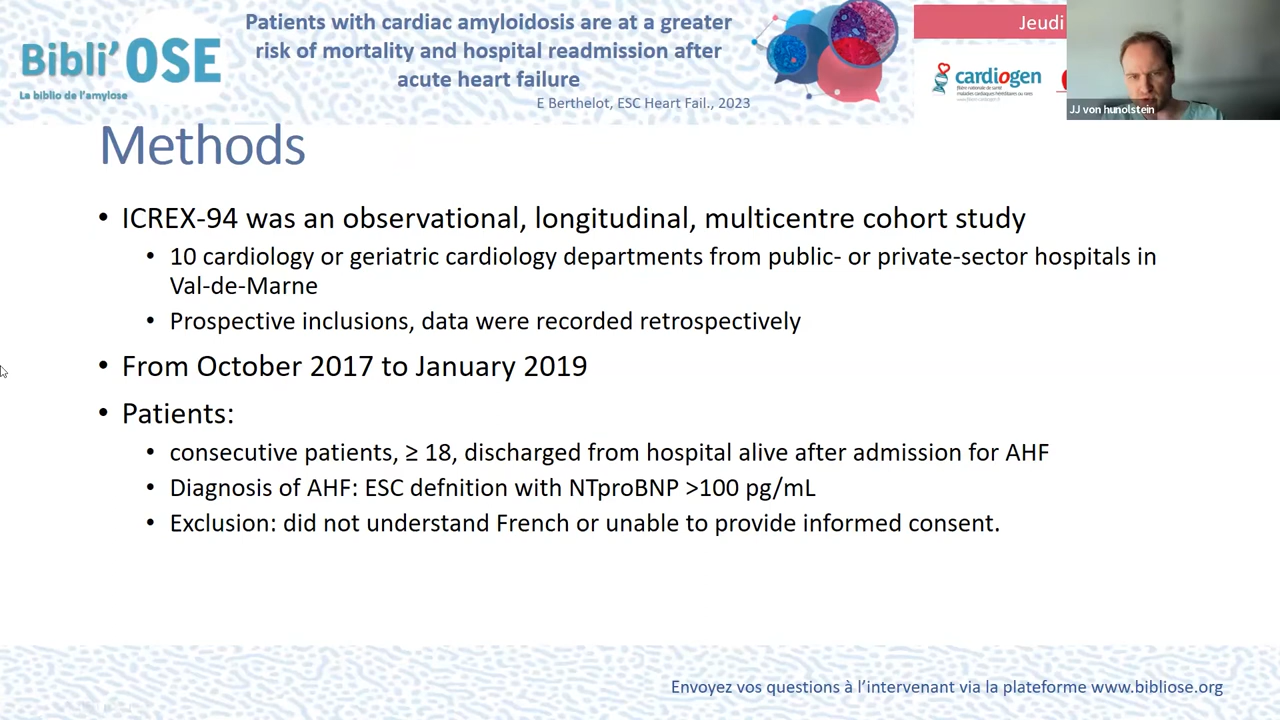 Patients with cardiac amyloidosis are at a greater
risk of mortality and hospital readmission after
acute heart failure
E Berthelot, ESC Heart Fail., 2023
Bibli'OSE
La biblio de l'amylose
Jeudi
cardiogen
JJ von hunolstein
Methods
• ICREX-94 was an observational, longitudinal, multicentre cohort study
• 10 cardiology or geriatric cardiology departments from public- or private-sector hospitals in
Val-de-Marne
• Prospective inclusions, data were recorded retrospectively
• From October 2017 to January 2019
• Patients:
• consecutive patients, ≥ 18, discharged from hospital alive after admission for AHF
• Diagnosis of AHF: ESC defnition with NTproBNP >100 pg/mL
• Exclusion: did not understand French or unable to provide informed consent.
Envoyez vos questions à l'intervenant via la plateforme www.bibliose.org